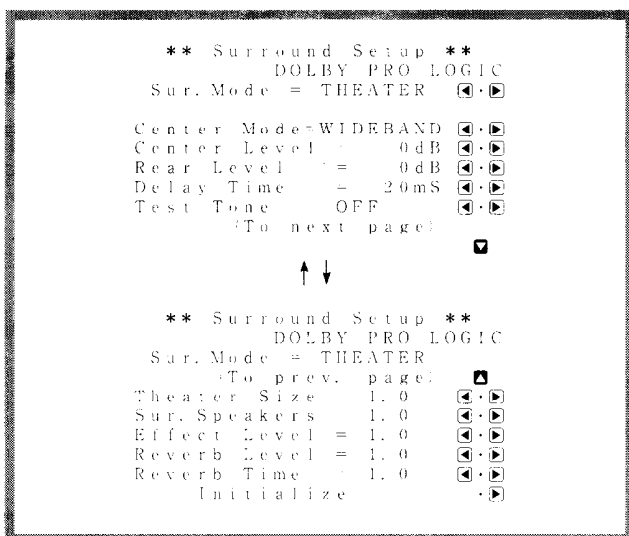 ** Surround Setup **
DOLBY PRO LOGIC
Sur.Mode = THEATER ◀·▶
Center Mode=WIDEBAND ◀·▶
Center Level = 0dB ◀·▶
Rear Level = 0dB ◀·▶
Delay Time = 20mS ◀·▶
Test Tone OFF ◀·▶
(To next page)
▼
↑ ↓
** Surround Setup **
DOLBY PRO LOGIC
Sur.Mode = THEATER
(To prev. page) ▲
Theater Size 1.0 ◀·▶
Sur.Speakers 1.0 ◀·▶
Effect Level = 1.0 ◀·▶
Reverb Level = 1.0 ◀·▶
Reverb Time 1.0 ◀·▶
Initialize ·▶